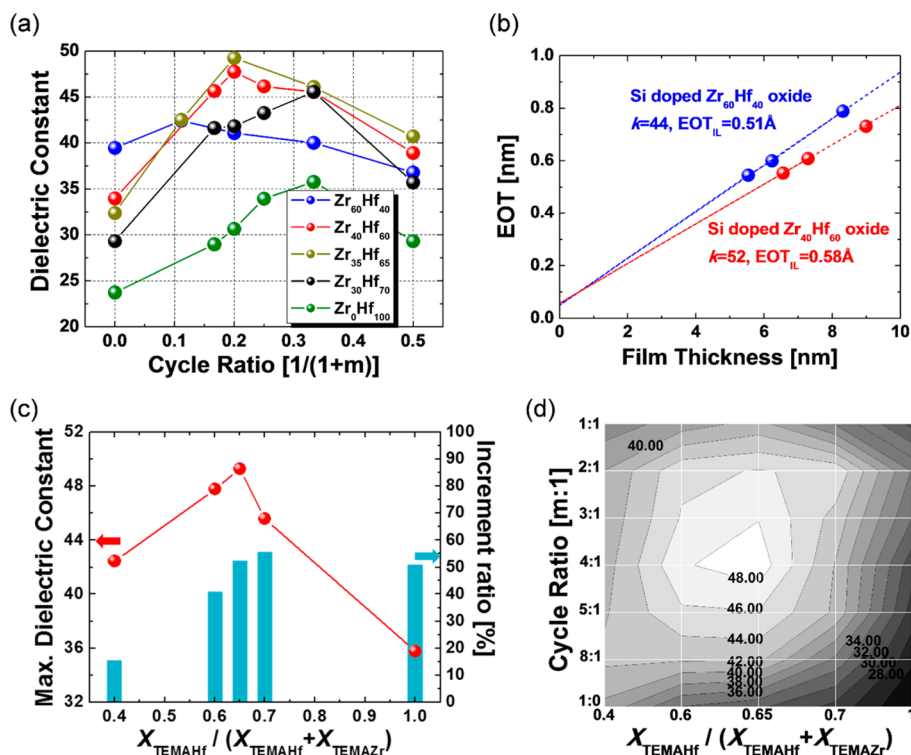 (a)
Dielectric Constant
50
45
40
35
30
25
20
Zr60Hf40
Zr40Hf60
Zr35Hf65
Zr30Hf70
Zr0Hf100
0.0 0.1 0.2 0.3 0.4 0.5
Cycle Ratio [1/(1+m)]
(b)
EOT [nm]
1.0
0.8
0.6
0.4
0.2
0.0
Si doped Zr60Hf40 oxide
k=44, EOTIL=0.51Å
Si doped Zr40Hf60 oxide
k=52, EOTIL=0.58Å
0 2 4 6 8 10
Film Thickness [nm]
(c)
Max. Dielectric Constant
52
48
44
40
36
32
100
90
80
70
60
50
40
30
20
10
0
Increment ratio [%]
0.4 0.5 0.6 0.7 0.8 0.9 1.0
XTEMAHf / (XTEMAHf+XTEMAZr)
(d)
Cycle Ratio [m:1]
1:1
2:1
3:1
4:1
5:1
8:1
1:0
40.00
48.00
46.00
44.00
42.00
40.00
38.00
36.00
34.00
32.00
30.00
28.00
0.4 0.6 0.65 0.7 1
XTEMAHf / (XTEMAHf+XTEMAZr)